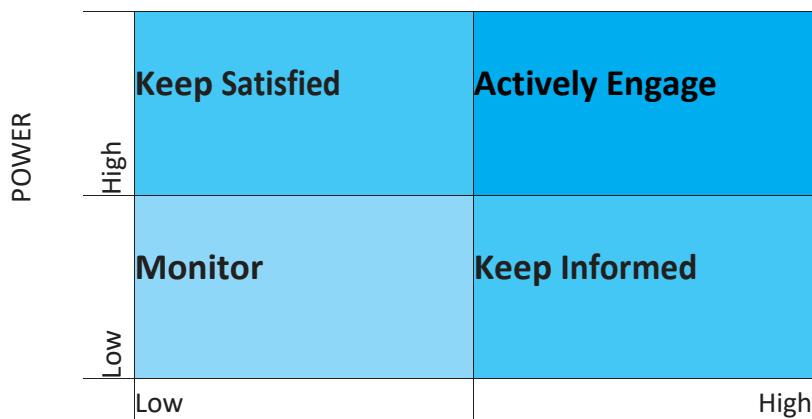 POWER
High
Keep Satisfied
Actively Engage
Low
Monitor
Keep Informed
Low
High